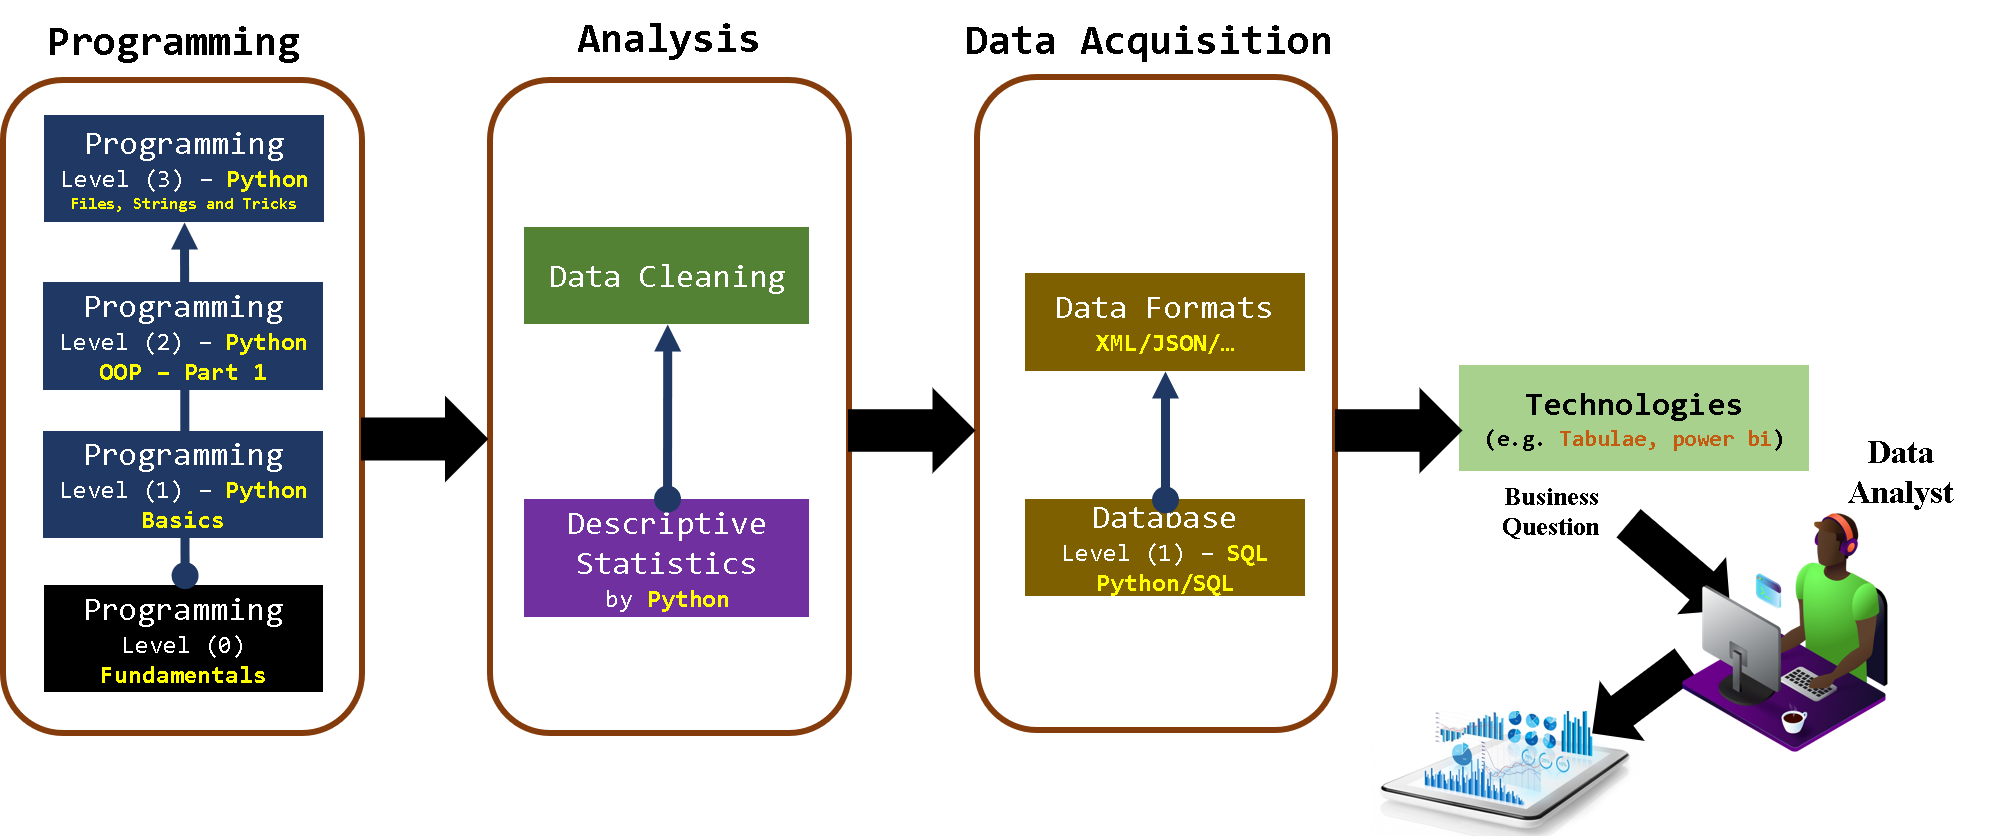 Programming
Programming
Level (3) – Python
Files, Strings and Tricks
Programming
Level (2) – Python
OOP – Part 1
Programming
Level (1) – Python
Basics
Programming
Level (0)
Fundamentals
Analysis
Data Cleaning
Descriptive
Statistics
by Python
Data Acquisition
Data Formats
XML/JSON/…
Database
Level (1) – SQL
Python/SQL
Technologies
(e.g. Tabulae, power bi)
Business
Question
Data
Analyst